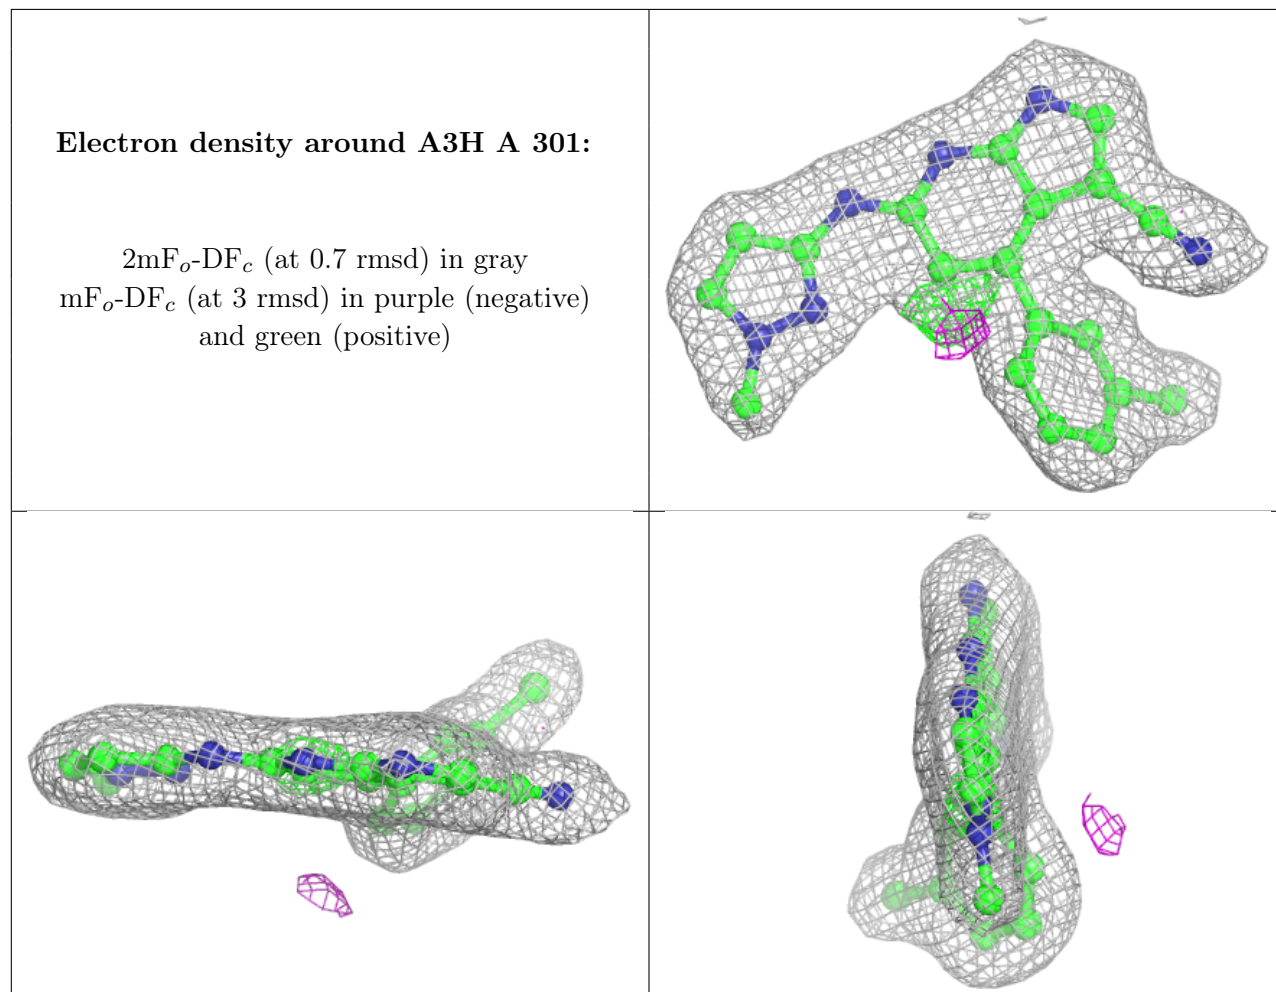 Electron density around A3H A 301:
2mFo-DFc (at 0.7 rmsd) in gray
mFo-DFc (at 3 rmsd) in purple (negative)
and green (positive)